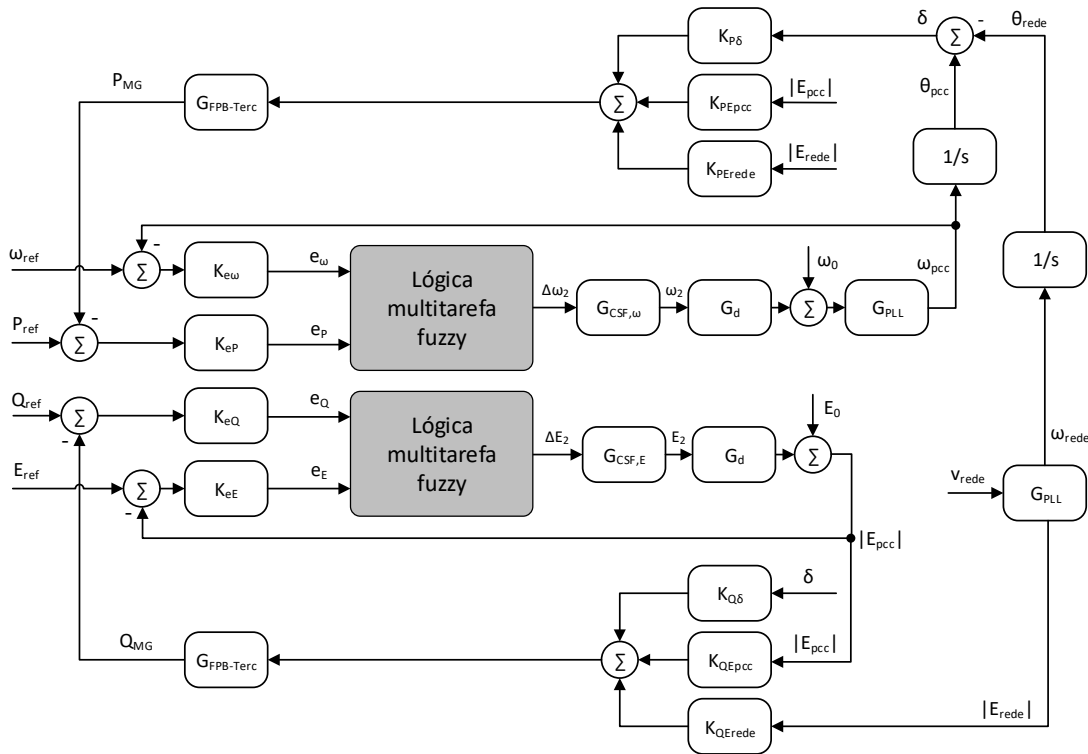 δ
-
θrede
KPδ
Σ
PMG
GFPB-Terc
Σ
KPEpcc
|Epcc|
θpcc
KPErede
|Erede|
1/s
-
ωref
Σ
Keω
eω
Lógica
multitarefa
fuzzy
Δω2
GCSF,ω
ω2
Gd
ω0
Σ
GPLL
ωpcc
1/s
-
Pref
Σ
KeP
eP
Qref
Σ
-
KeQ
eQ
Lógica
multitarefa
fuzzy
ΔE2
GCSF,E
E2
Gd
E0
Σ
ωrede
Eref
Σ
-
KeE
eE
vrede
GPLL
|Epcc|
KQδ
δ
QMG
GFPB-Terc
Σ
KQEpcc
|Epcc|
KQErede
|Erede|